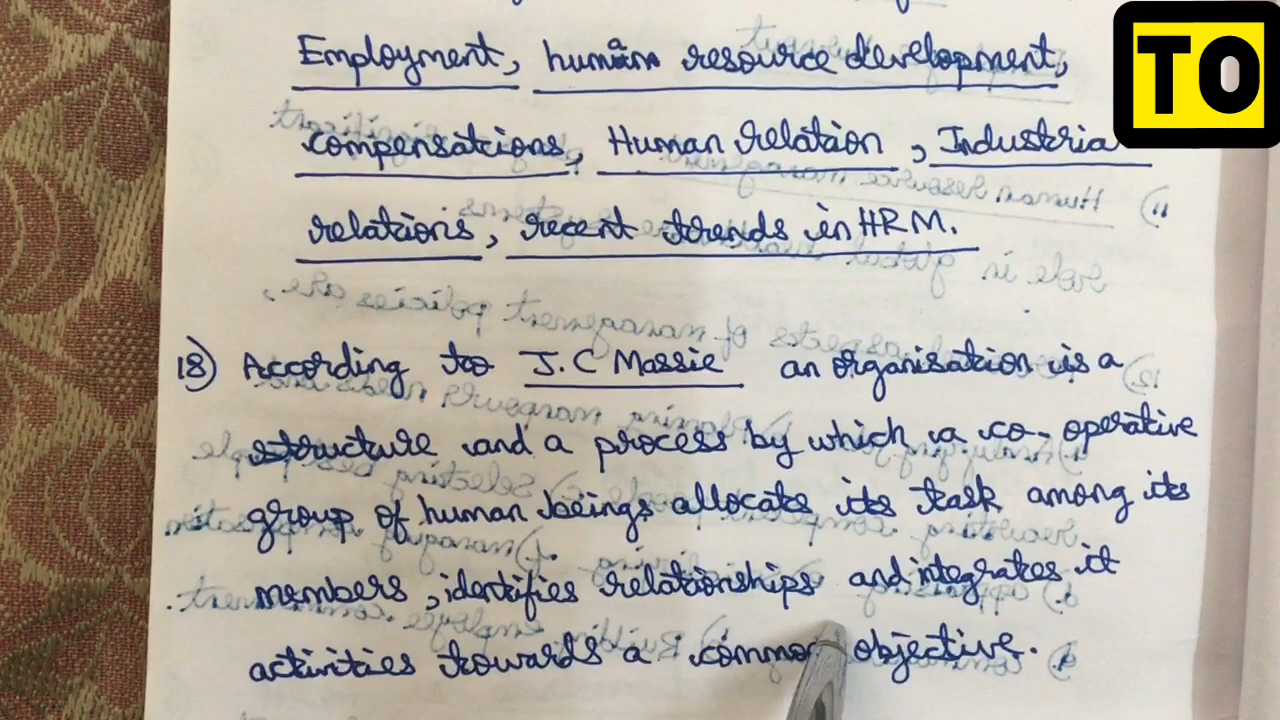 TO
Employment, human resource development,
compensations, Human relation, Industria
relations, recent trends in HRM.
18) According to J.C Massie an organisation is a
structure and a process by which a co-operative
group of human beings allocates its task among its
members, identifies relationships and integrates it
activities towards a common objective.